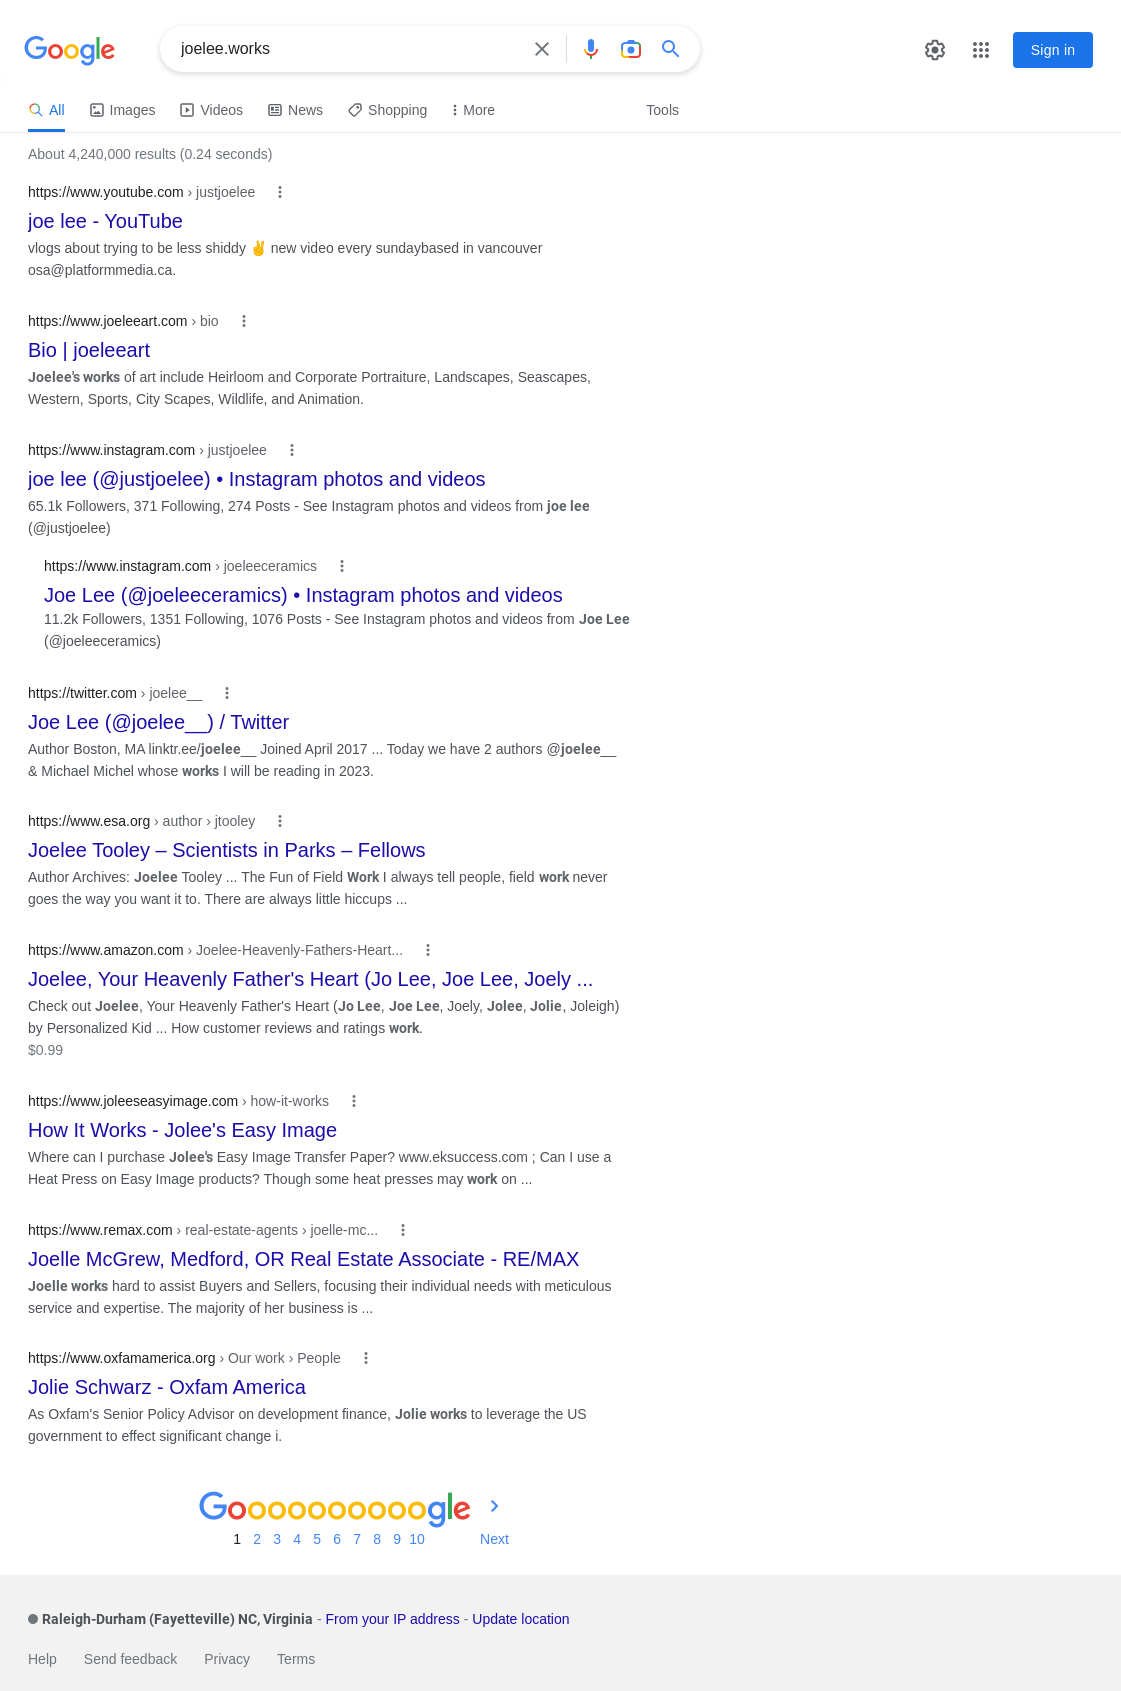 Google
joelee.works
Sign in
All
Images
Videos
News
Shopping
More
Tools
About 4,240,000 results (0.24 seconds)
https://www.youtube.com › justjoelee
joe lee - YouTube
vlogs about trying to be less shiddy ✌ new video every sundaybased in vancouver
osa@platformmedia.ca.
https://www.joeleeart.com › bio
Bio | joeleeart
Joelee's works of art include Heirloom and Corporate Portraiture, Landscapes, Seascapes,
Western, Sports, City Scapes, Wildlife, and Animation.
https://www.instagram.com › justjoelee
joe lee (@justjoelee) • Instagram photos and videos
65.1k Followers, 371 Following, 274 Posts - See Instagram photos and videos from joe lee
(@justjoelee)
https://www.instagram.com › joeleeceramics
Joe Lee (@joeleeceramics) • Instagram photos and videos
11.2k Followers, 1351 Following, 1076 Posts - See Instagram photos and videos from Joe Lee
(@joeleeceramics)
https://twitter.com › joelee__
Joe Lee (@joelee__) / Twitter
Author Boston, MA linktr.ee/joelee__ Joined April 2017 ... Today we have 2 authors @joelee__
& Michael Michel whose works I will be reading in 2023.
https://www.esa.org › author › jtooley
Joelee Tooley – Scientists in Parks – Fellows
Author Archives: Joelee Tooley ... The Fun of Field Work I always tell people, field work never
goes the way you want it to. There are always little hiccups ...
https://www.amazon.com › Joelee-Heavenly-Fathers-Heart...
Joelee, Your Heavenly Father's Heart (Jo Lee, Joe Lee, Joely ...
Check out Joelee, Your Heavenly Father's Heart (Jo Lee, Joe Lee, Joely, Jolee, Jolie, Joleigh)
by Personalized Kid ... How customer reviews and ratings work.
$0.99
https://www.joleeseasyimage.com › how-it-works
How It Works - Jolee's Easy Image
Where can I purchase Jolee's Easy Image Transfer Paper? www.eksuccess.com ; Can I use a
Heat Press on Easy Image products? Though some heat presses may work on ...
https://www.remax.com › real-estate-agents › joelle-mc...
Joelle McGrew, Medford, OR Real Estate Associate - RE/MAX
Joelle works hard to assist Buyers and Sellers, focusing their individual needs with meticulous
service and expertise. The majority of her business is ...
https://www.oxfamamerica.org › Our work › People
Jolie Schwarz - Oxfam America
As Oxfam's Senior Policy Advisor on development finance, Jolie works to leverage the US
government to effect significant change i.
Goooooooooogle
1 2 3 4 5 6 7 8 9 10 Next
Raleigh-Durham (Fayetteville) NC, Virginia - From your IP address - Update location
Help Send feedback Privacy Terms